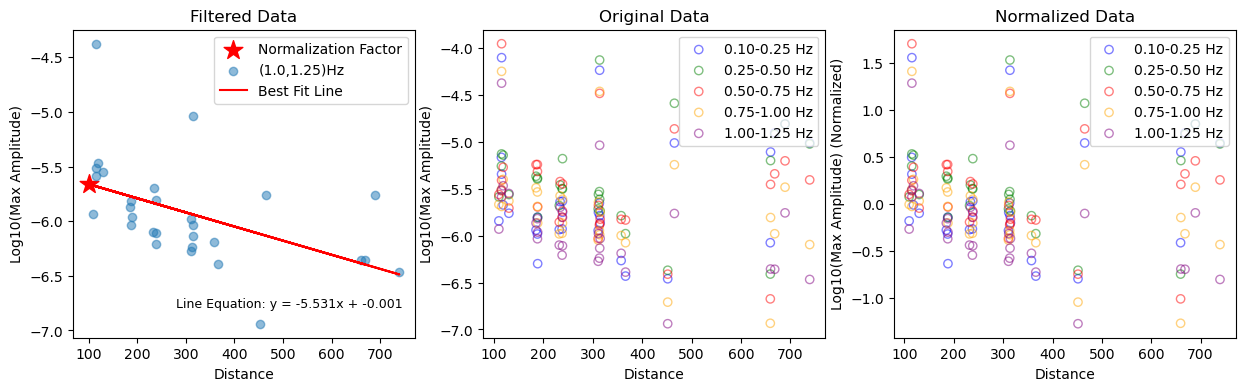 Filtered Data
Normalization Factor
(1.0,1.25)Hz
Best Fit Line
Line Equation: y = -5.531x + -0.001
Log10(Max Amplitude)
−4.5
−5.0
−5.5
−6.0
−6.5
−7.0
100 200 300 400 500 600 700
Distance
Original Data
0.10-0.25 Hz
0.25-0.50 Hz
0.50-0.75 Hz
0.75-1.00 Hz
1.00-1.25 Hz
Log10(Max Amplitude)
−4.0
−4.5
−5.0
−5.5
−6.0
−6.5
−7.0
100 200 300 400 500 600 700
Distance
Normalized Data
0.10-0.25 Hz
0.25-0.50 Hz
0.50-0.75 Hz
0.75-1.00 Hz
1.00-1.25 Hz
Log10(Max Amplitude) (Normalized)
1.5
1.0
0.5
0.0
−0.5
−1.0
100 200 300 400 500 600 700
Distance